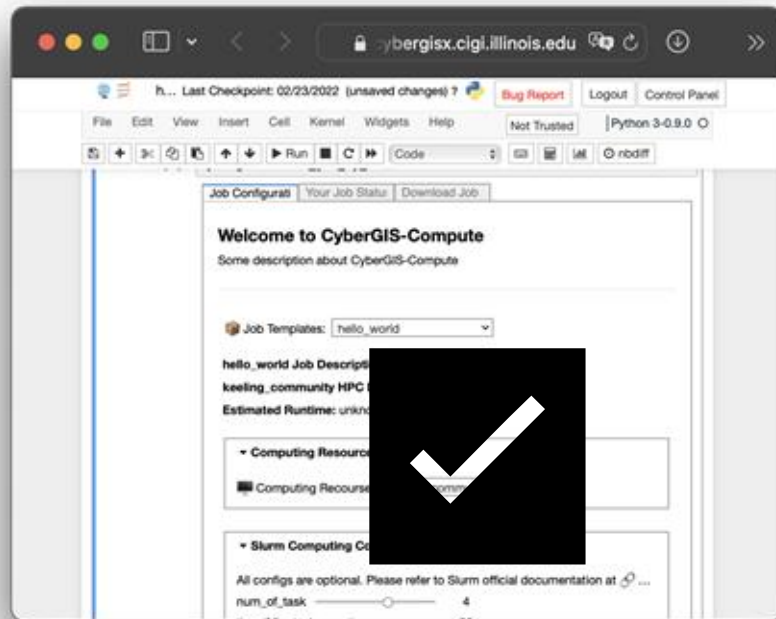 ybergisx.cigi.illinois.edu
h... Last Checkpoint: 02/23/2022 (unsaved changes) ? Bug Report Logout Control Panel
File Edit View Insert Cell Kernel Widgets Help Not Trusted Python 3-0.9.0
Run Code nbdiff
Job Configurati Your Job Status Download Job
Welcome to CyberGIS-Compute
Some description about CyberGIS-Compute
Job Templates: hello_world
hello_world Job Descripti
keeling_community HPC
Estimated Runtime: unkno
Computing Resourc
Computing Recourse comm
Slurm Computing Co
All configs are optional. Please refer to Slurm official documentation at ...
num_of_task 4